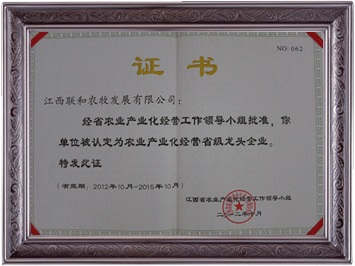 NO: 062
证书
江西联和农牧发展有限公司：
经省农业产业化经营工作领导小组批准，你
单位被认定为农业产业化经营省级龙头企业。
特发此证
（有效期：2012年10月－2015年10月）
江西省农业产业化经营工作领导小组
二〇一二年十月